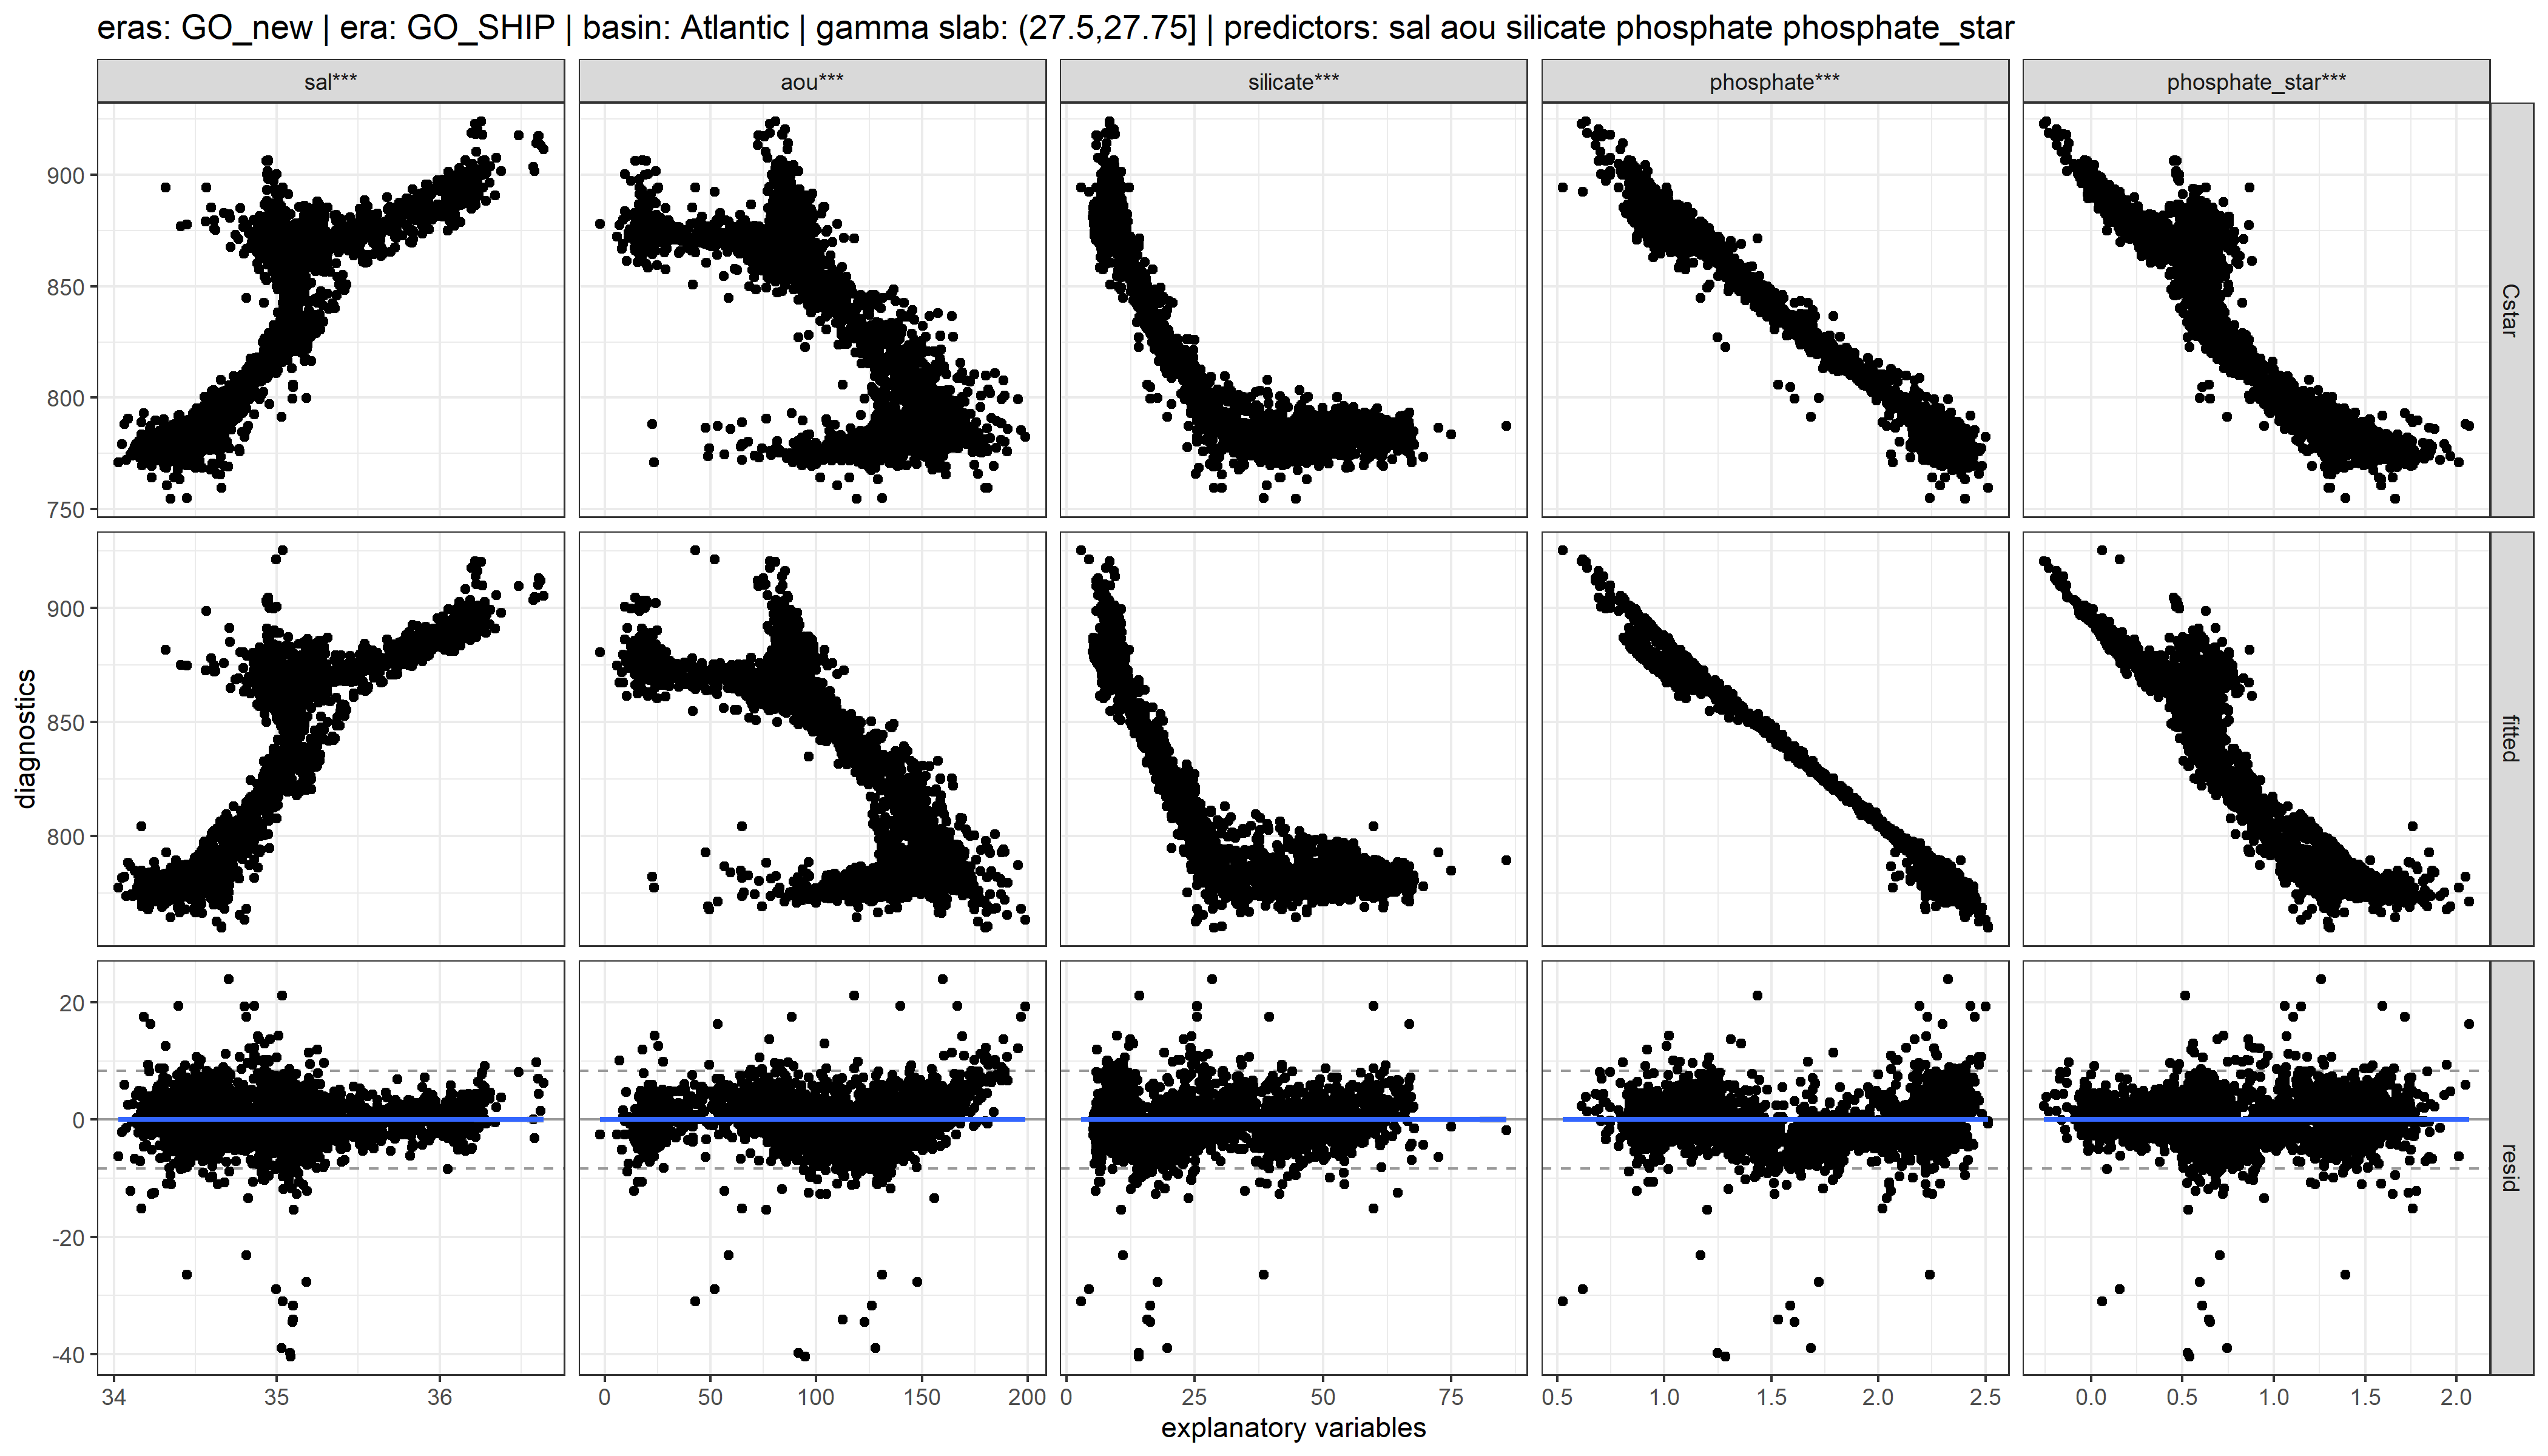 eras: GO_new | era: GO_SHIP | basin: Atlantic | gamma slab: (27.5,27.75] | predictors: sal aou silicate phosphate phosphate_star
sal*** aou*** silicate*** phosphate*** phosphate_star***
900
850
800
750
Cstar
900
850
800
fitted
diagnostics
20
0
-20
-40
resid
34 35 36 0 50 100 150 200 0 25 50 75 0.5 1.0 1.5 2.0 2.5 0.0 0.5 1.0 1.5 2.0
explanatory variables